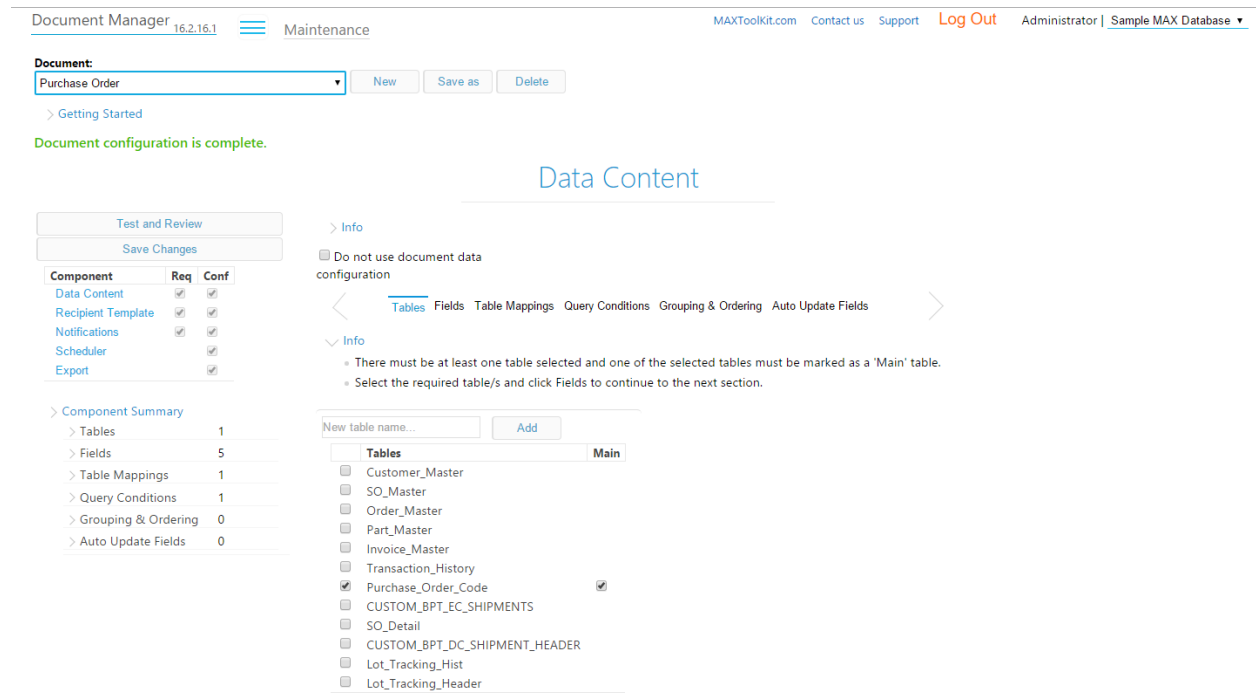 Document Manager 16.2.16.1 Maintenance MAXToolKit.com Contact us Support Log Out Administrator | Sample MAX Database
Document:
Purchase Order New Save as Delete
Getting Started
Document configuration is complete.
Data Content
Test and Review
Save Changes
Component Req Conf
Data Content
Recipient Template
Notifications
Scheduler
Export
Component Summary
Tables 1
Fields 5
Table Mappings 1
Query Conditions 1
Grouping & Ordering 0
Auto Update Fields 0
Info
Do not use document data
configuration
Tables Fields Table Mappings Query Conditions Grouping & Ordering Auto Update Fields
Info
There must be at least one table selected and one of the selected tables must be marked as a 'Main' table.
Select the required table/s and click Fields to continue to the next section.
New table name... Add
Tables Main
Customer_Master
SO_Master
Order_Master
Part_Master
Invoice_Master
Transaction_History
Purchase_Order_Code
CUSTOM_BPT_EC_SHIPMENTS
SO_Detail
CUSTOM_BPT_DC_SHIPMENT_HEADER
Lot_Tracking_Hist
Lot_Tracking_Header